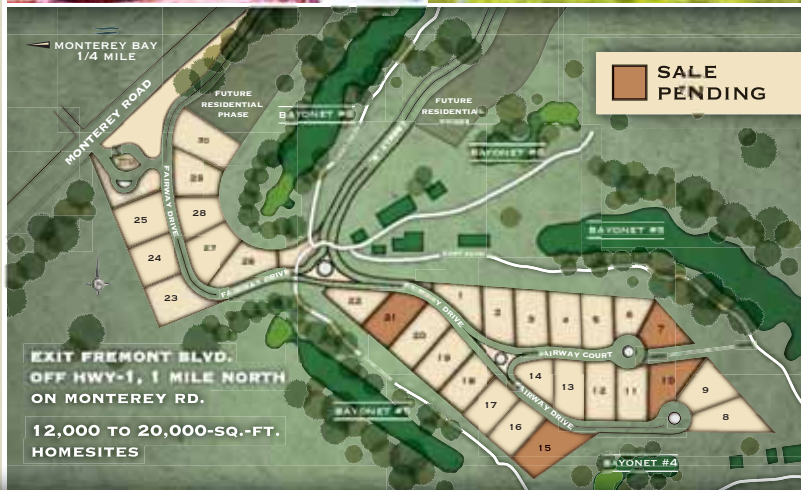 MONTEREY BAY
1/4 MILE
MONTEREY ROAD
FUTURE
RESIDENTIAL
PHASE
FUTURE
RESIDENTIAL
SALE
PENDING
BAYONET #6
BAYONET #3
FAIRWAY DRIVE
30
29
28
27
26
25
24
23
FAIRWAY DRIVE
FAIRWAY DRIVE
22
21
20
19
18
17
16
15
1
2
3
4
5
6
7
FAIRWAY COURT
14
13
12
11
10
9
8
FAIRWAY DRIVE
EXIT FREMONT BLVD.
OFF HWY-1, 1 MILE NORTH
ON MONTEREY RD.
12,000 TO 20,000-SQ.-FT.
HOMESITES
BAYONET #5
BAYONET #4